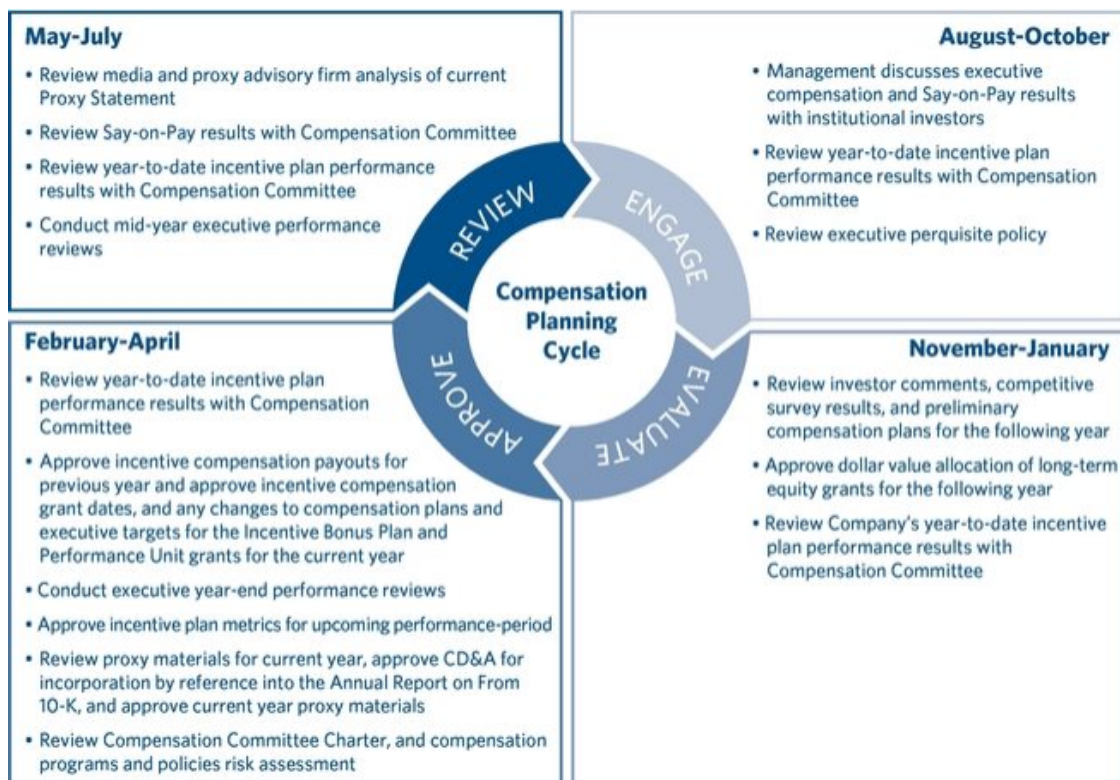 May-July
• Review media and proxy advisory firm analysis of current
Proxy Statement
• Review Say-on-Pay results with Compensation Committee
• Review year-to-date incentive plan performance
results with Compensation Committee
• Conduct mid-year executive performance
reviews
August-October
• Management discusses executive
compensation and Say-on-Pay results
with institutional investors
• Review year-to-date incentive plan
performance results with Compensation
Committee
• Review executive perquisite policy
REVIEW
ENGAGE
Compensation
Planning
Cycle
APPROVE
EVALUATE
February-April
• Review year-to-date incentive plan
performance results with Compensation
Committee
• Approve incentive compensation payouts for
previous year and approve incentive compensation
grant dates, and any changes to compensation plans and
executive targets for the Incentive Bonus Plan and
Performance Unit grants for the current year
• Conduct executive year-end performance reviews
• Approve incentive plan metrics for upcoming performance-period
• Review proxy materials for current year, approve CD&A for
incorporation by reference into the Annual Report on From
10-K, and approve current year proxy materials
• Review Compensation Committee Charter, and compensation
programs and policies risk assessment
November-January
• Review investor comments, competitive
survey results, and preliminary
compensation plans for the following year
• Approve dollar value allocation of long-term
equity grants for the following year
• Review Company's year-to-date incentive
plan performance results with
Compensation Committee